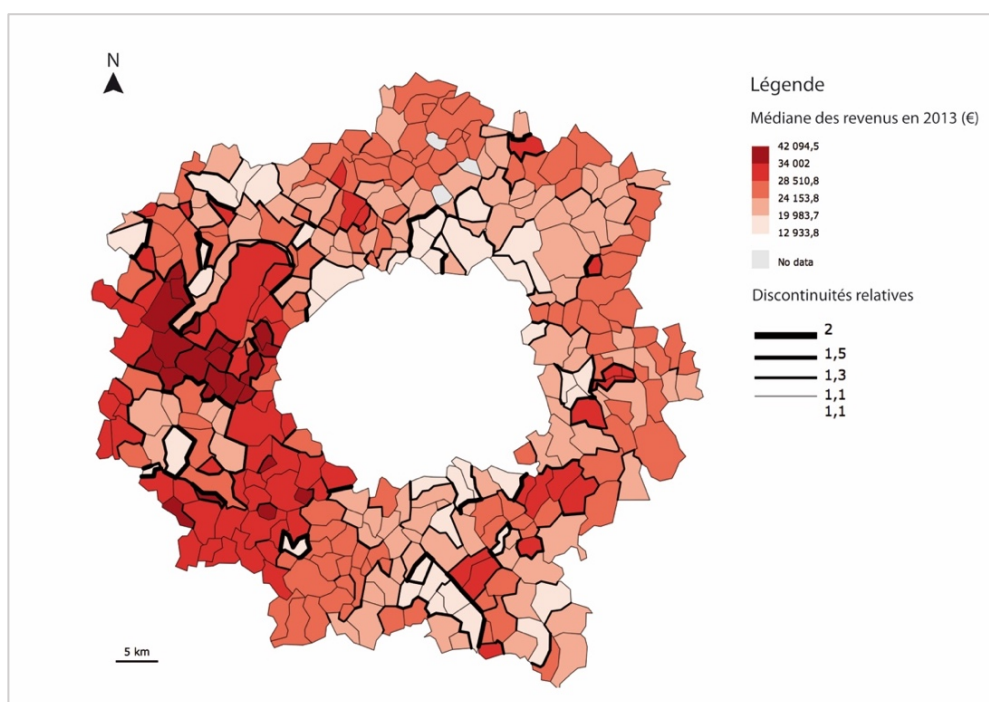 N
Légende
Médiane des revenus en 2013 (€)
42 094,5
34 002
28 510,8
24 153,8
19 983,7
12 933,8
No data
Discontinuités relatives
2
1,5
1,3
1,1
1,1
5 km